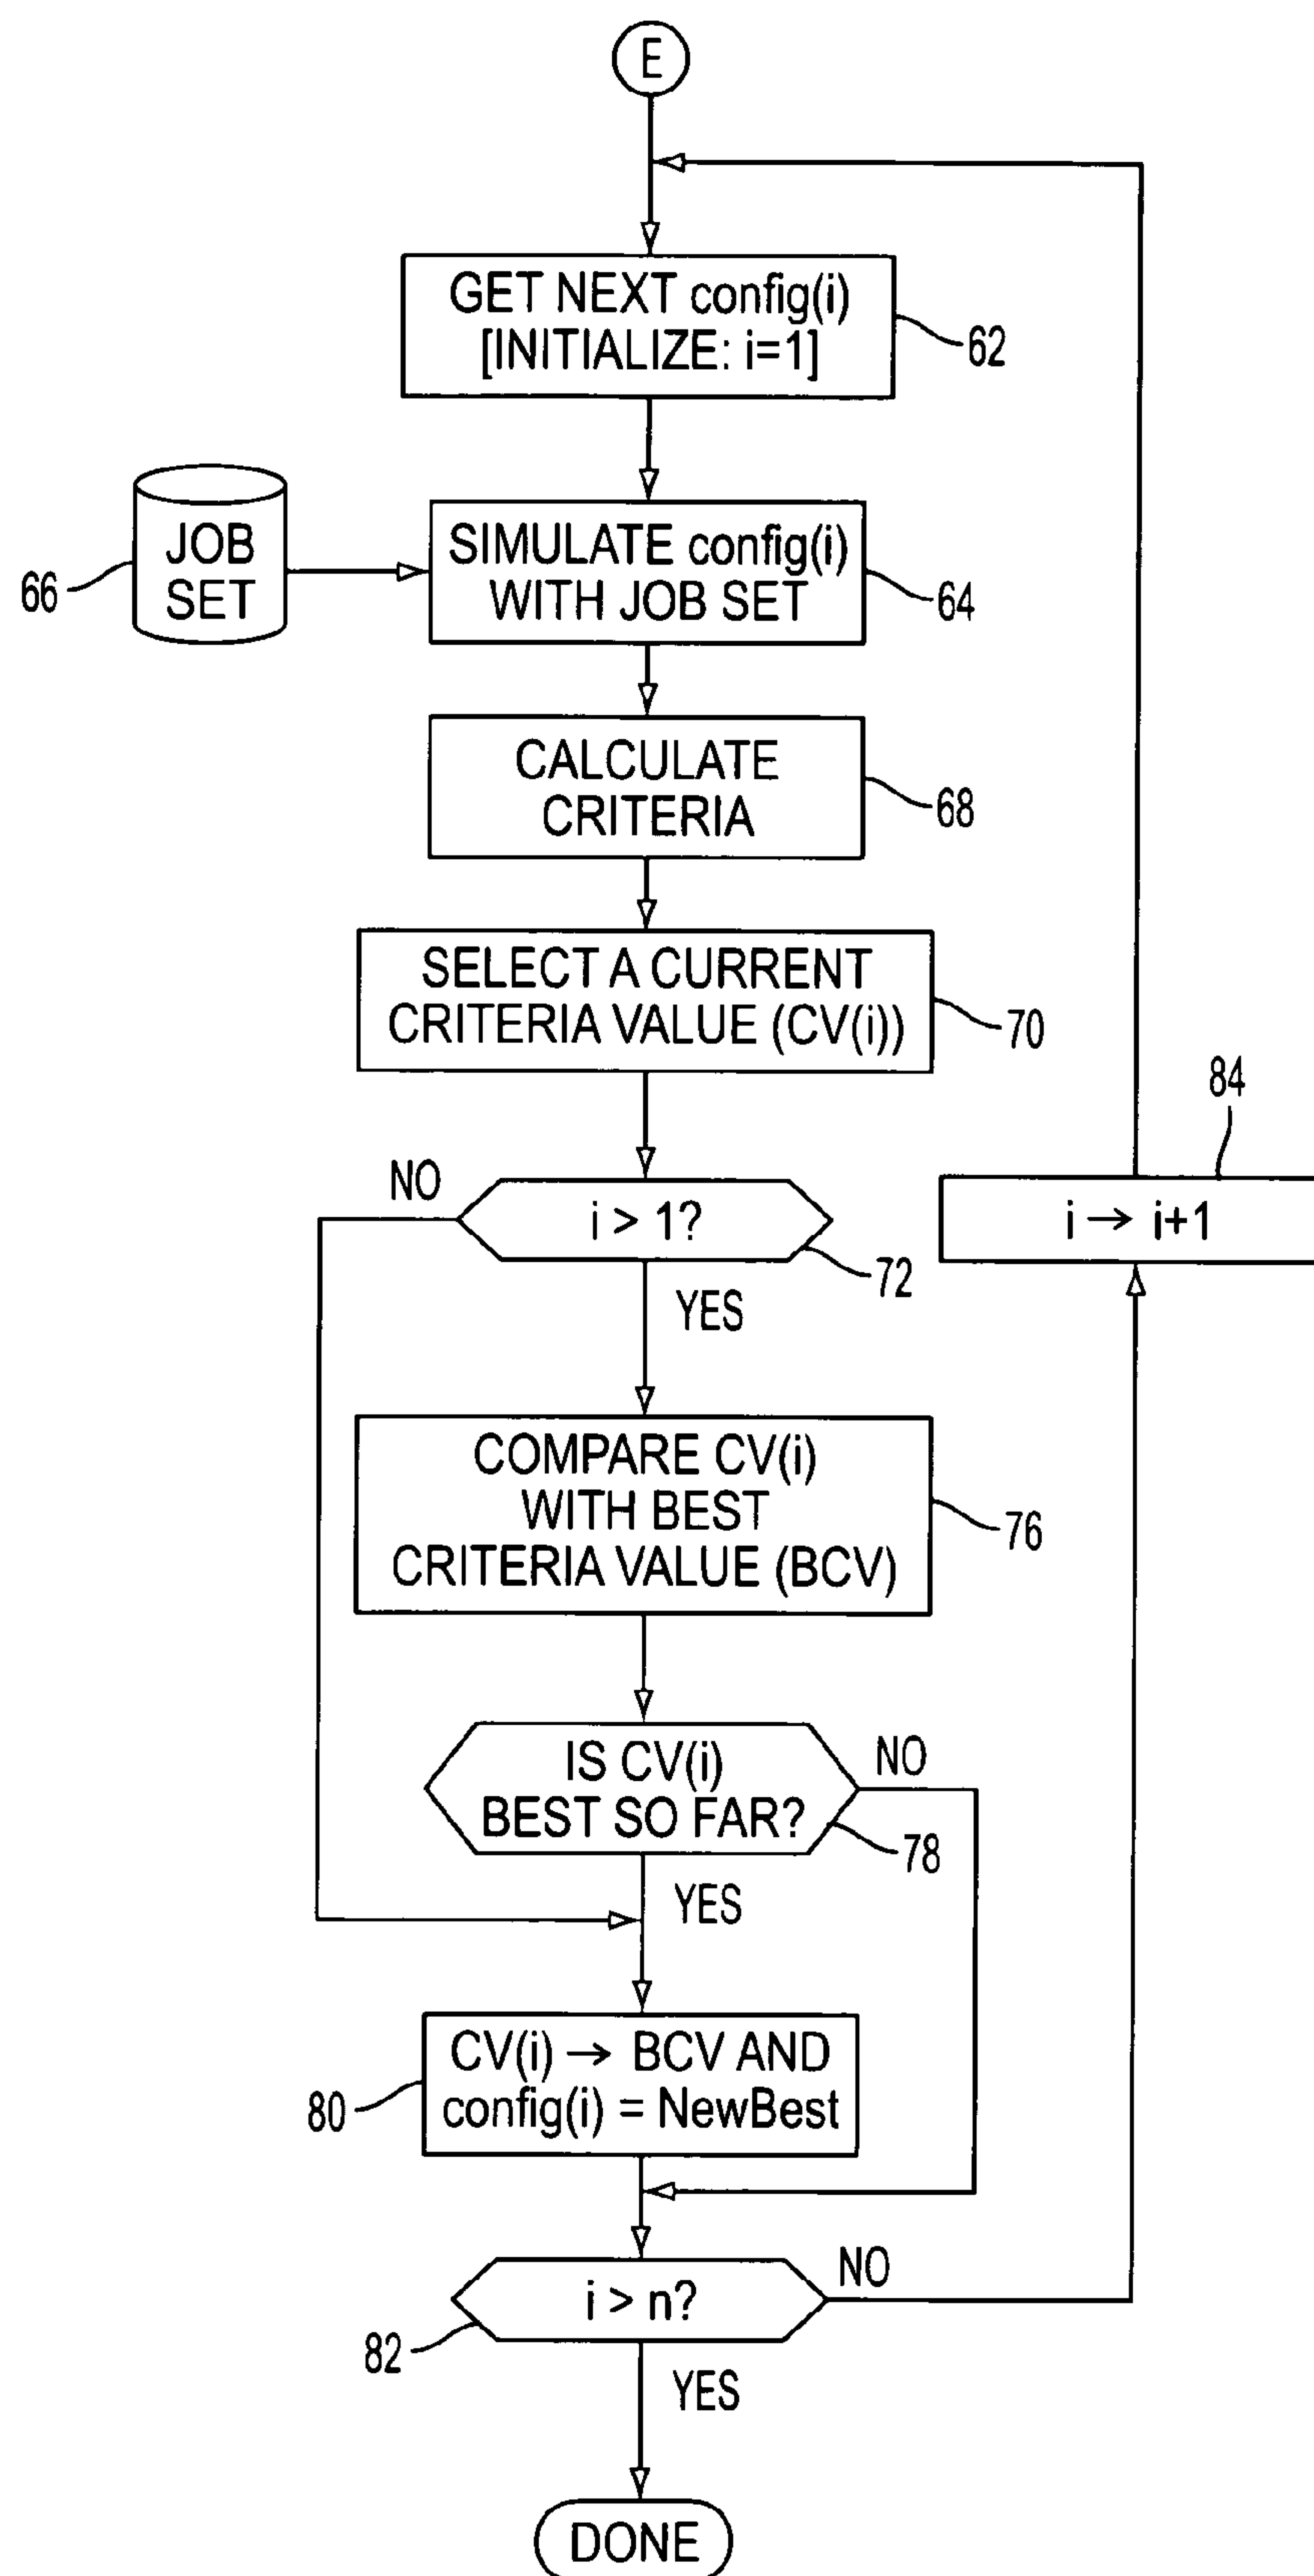 E
GET NEXT config(i)
[INITIALIZE: i=1]
62
JOB
SET
66
SIMULATE config(i)
WITH JOB SET
64
CALCULATE
CRITERIA
68
SELECT A CURRENT
CRITERIA VALUE (CV(i))
70
84
NO
i > 1?
i → i+1
72
YES
COMPARE CV(i)
WITH BEST
CRITERIA VALUE (BCV)
76
IS CV(i)
BEST SO FAR?
NO
78
YES
CV(i) → BCV AND
config(i) = NewBest
80
i > n?
NO
82
YES
DONE